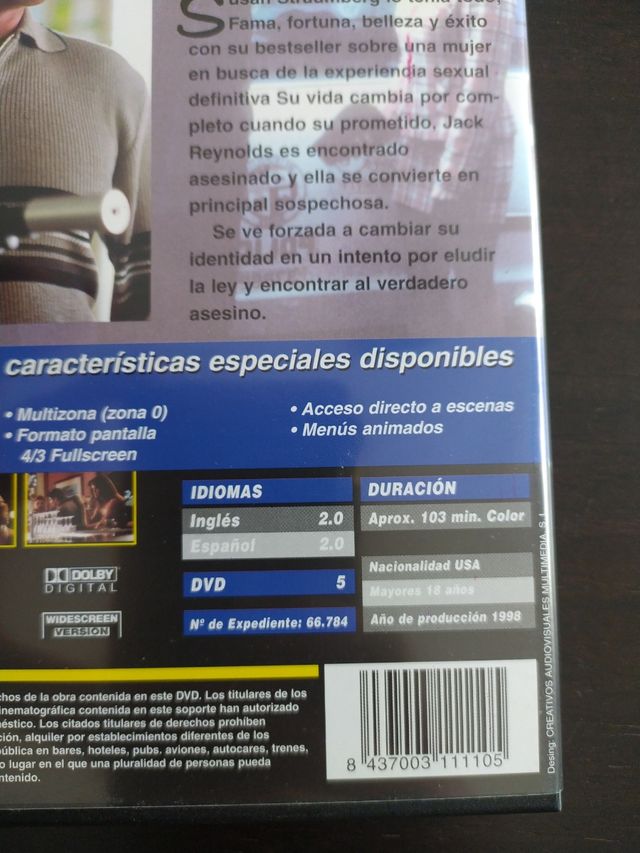 Susan Straumberg lo tenía todo,
Fama, fortuna, belleza y éxito
con su bestseller sobre una mujer
en busca de la experiencia sexual
definitiva Su vida cambia por com-
pleto cuando su prometido, Jack
Reynolds es encontrado
asesinado y ella se convierte en
principal sospechosa.
Se ve forzada a cambiar su
identidad en un intento por eludir
la ley y encontrar al verdadero
asesino.
características especiales disponibles
• Multizona (zona 0)
• Formato pantalla
4/3 Fullscreen
• Acceso directo a escenas
• Menús animados
IDIOMAS
Inglés 2.0
Español 2.0
DVD 5
Nº de Expediente: 66.784
DURACIÓN
Aprox. 103 min. Color
Nacionalidad USA
Mayores 18 años
Año de producción 1998
DOLBY
DIGITAL
WIDESCREEN
VERSION
chos de la obra contenida en este DVD. Los titulares de los
inematográfica contenida en este soporte han autorizado
néstico. Los citados titulares de derechos prohiben
ción, alquiler por establecimientos diferentes de los
pública en bares, hoteles, pubs. aviones, autocares, trenes,
o lugar en el que una pluralidad de personas pueda
ntenido.
8 437003 111105
Desing: CREATIVOS AUDIOVISUALES MULTIMEDIA, S.L.